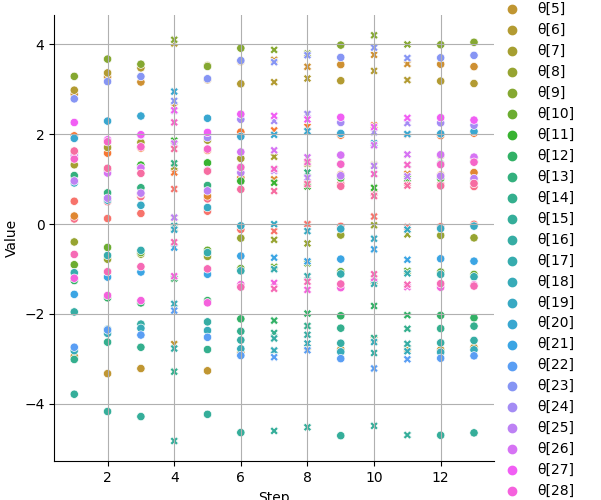 Value
4
2
0
−2
−4
2
4
6
8
10
12
Step
θ[5]
θ[6]
θ[7]
θ[8]
θ[9]
θ[10]
θ[11]
θ[12]
θ[13]
θ[14]
θ[15]
θ[16]
θ[17]
θ[18]
θ[19]
θ[20]
θ[21]
θ[22]
θ[23]
θ[24]
θ[25]
θ[26]
θ[27]
θ[28]